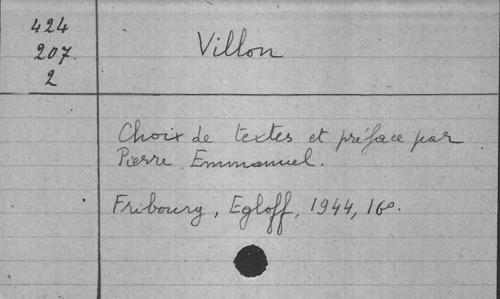 424
207.
2
Villon
Choix de textes et préface par
Pierre Emmanuel.
Fribourg, Egloff, 1944, 16º.